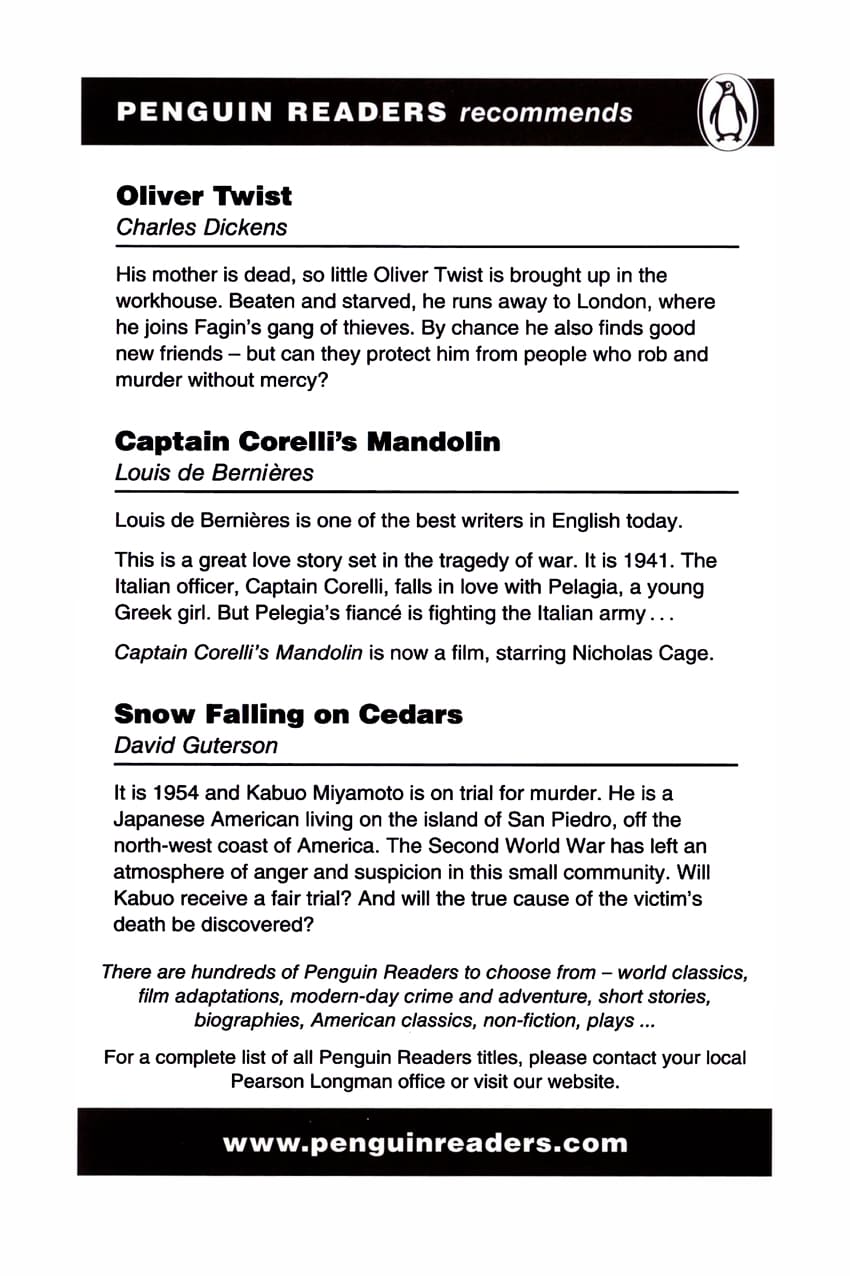 PENGUIN READERS recommends
Oliver Twist
Charles Dickens
His mother is dead, so little Oliver Twist is brought up in the
workhouse. Beaten and starved, he runs away to London, where
he joins Fagin's gang of thieves. By chance he also finds good
new friends – but can they protect him from people who rob and
murder without mercy?
Captain Corelli's Mandolin
Louis de Bernières
Louis de Bernières is one of the best writers in English today.
This is a great love story set in the tragedy of war. It is 1941. The
Italian officer, Captain Corelli, falls in love with Pelagia, a young
Greek girl. But Pelegia's fiancé is fighting the Italian army . . .
Captain Corelli's Mandolin is now a film, starring Nicholas Cage.
Snow Falling on Cedars
David Guterson
It is 1954 and Kabuo Miyamoto is on trial for murder. He is a
Japanese American living on the island of San Piedro, off the
north-west coast of America. The Second World War has left an
atmosphere of anger and suspicion in this small community. Will
Kabuo receive a fair trial? And will the true cause of the victim's
death be discovered?
There are hundreds of Penguin Readers to choose from – world classics,
film adaptations, modern-day crime and adventure, short stories,
biographies, American classics, non-fiction, plays ...
For a complete list of all Penguin Readers titles, please contact your local
Pearson Longman office or visit our website.
www.penguinreaders.com